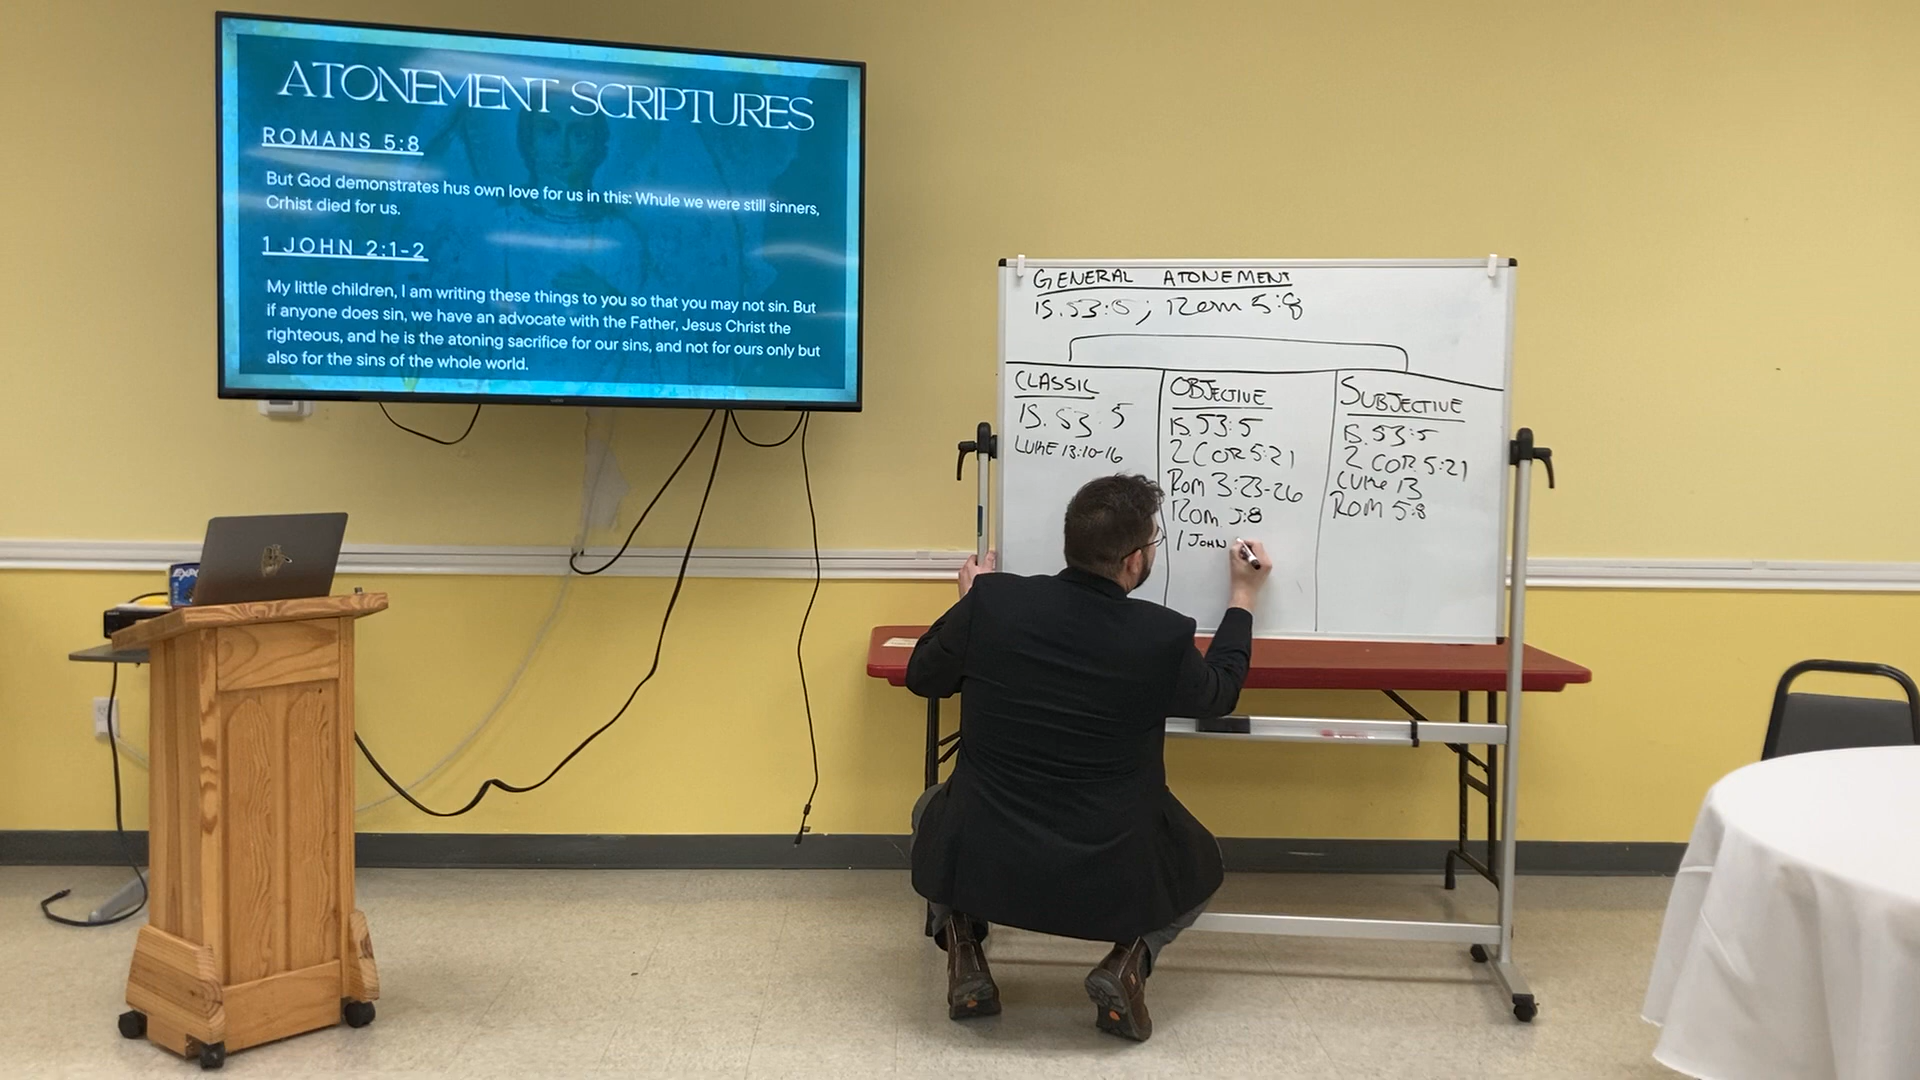 ATONEMENT SCRIPTURES
ROMANS 5:8
But God demonstrates hus own love for us in this: Whule we were still sinners,
Crhist died for us.
1 JOHN 2:1-2
My little children, I am writing these things to you so that you may not sin. But
if anyone does sin, we have an advocate with the Father, Jesus Christ the
righteous, and he is the atoning sacrifice for our sins, and not for ours only but
also for the sins of the whole world.
GENERAL ATONEMENT
IS. 53:5; Rom 5:8
CLASSIC
IS. 53:5
LUKE 13:10-16
OBJECTIVE
IS. 53:5
2 COR 5:21
Rom 3:23-26
Rom 5:8
1 JOHN
SUBJECTIVE
IS. 53:5
2 COR. 5:21
Luke 13
Rom 5:8
EXPO